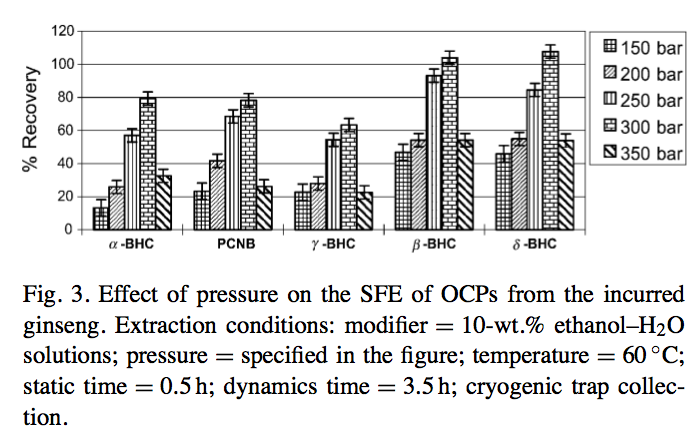 120
100
80
60
40
20
0
% Recovery
α-BHC
PCNB
γ-BHC
β-BHC
δ-BHC
150 bar
200 bar
250 bar
300 bar
350 bar
Fig. 3. Effect of pressure on the SFE of OCPs from the incurred
ginseng. Extraction conditions: modifier = 10-wt.% ethanol–H₂O
solutions; pressure = specified in the figure; temperature = 60 °C;
static time = 0.5 h; dynamics time = 3.5 h; cryogenic trap collec-
tion.